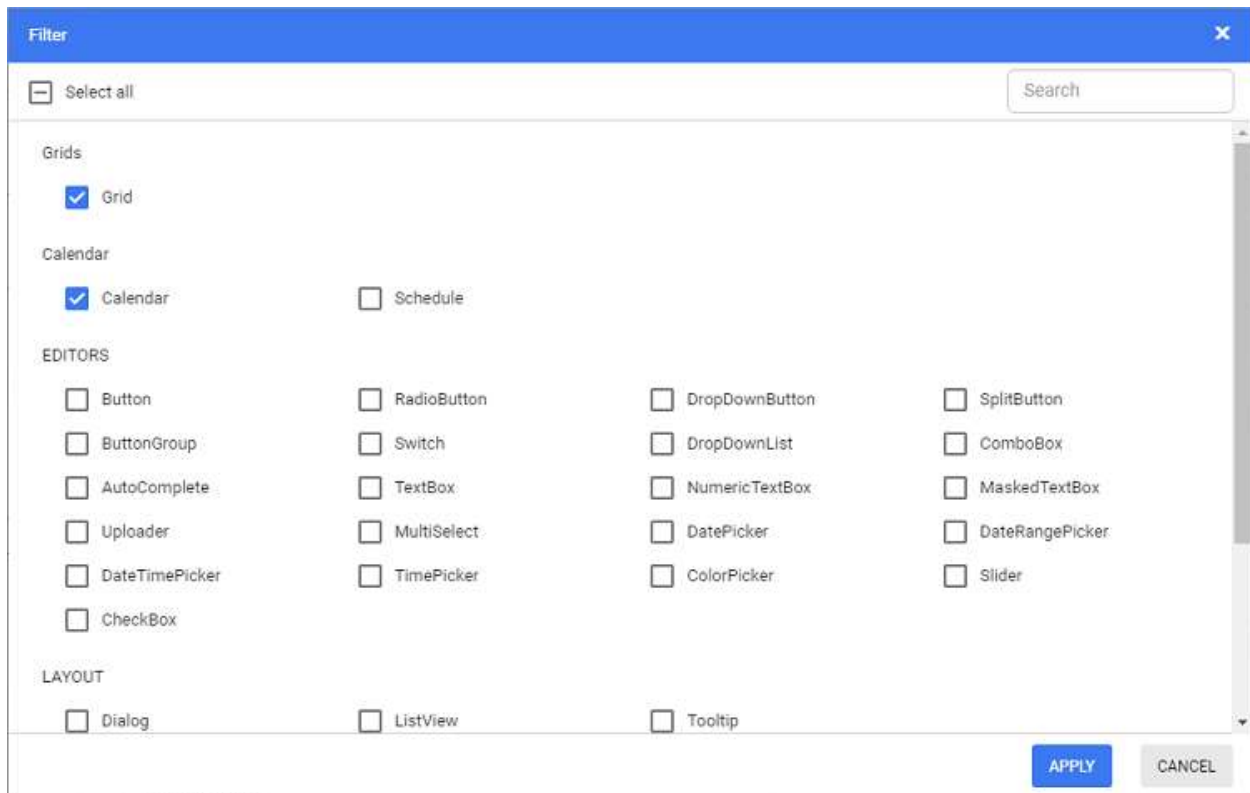 Filter
Select all Search
Grids
Grid
Calendar
Calendar Schedule
EDITORS
Button RadioButton DropDownButton SplitButton
ButtonGroup Switch DropDownList ComboBox
AutoComplete TextBox NumericTextBox MaskedTextBox
Uploader MultiSelect DatePicker DateRangePicker
DateTimePicker TimePicker ColorPicker Slider
CheckBox
LAYOUT
Dialog ListView Tooltip
APPLY CANCEL